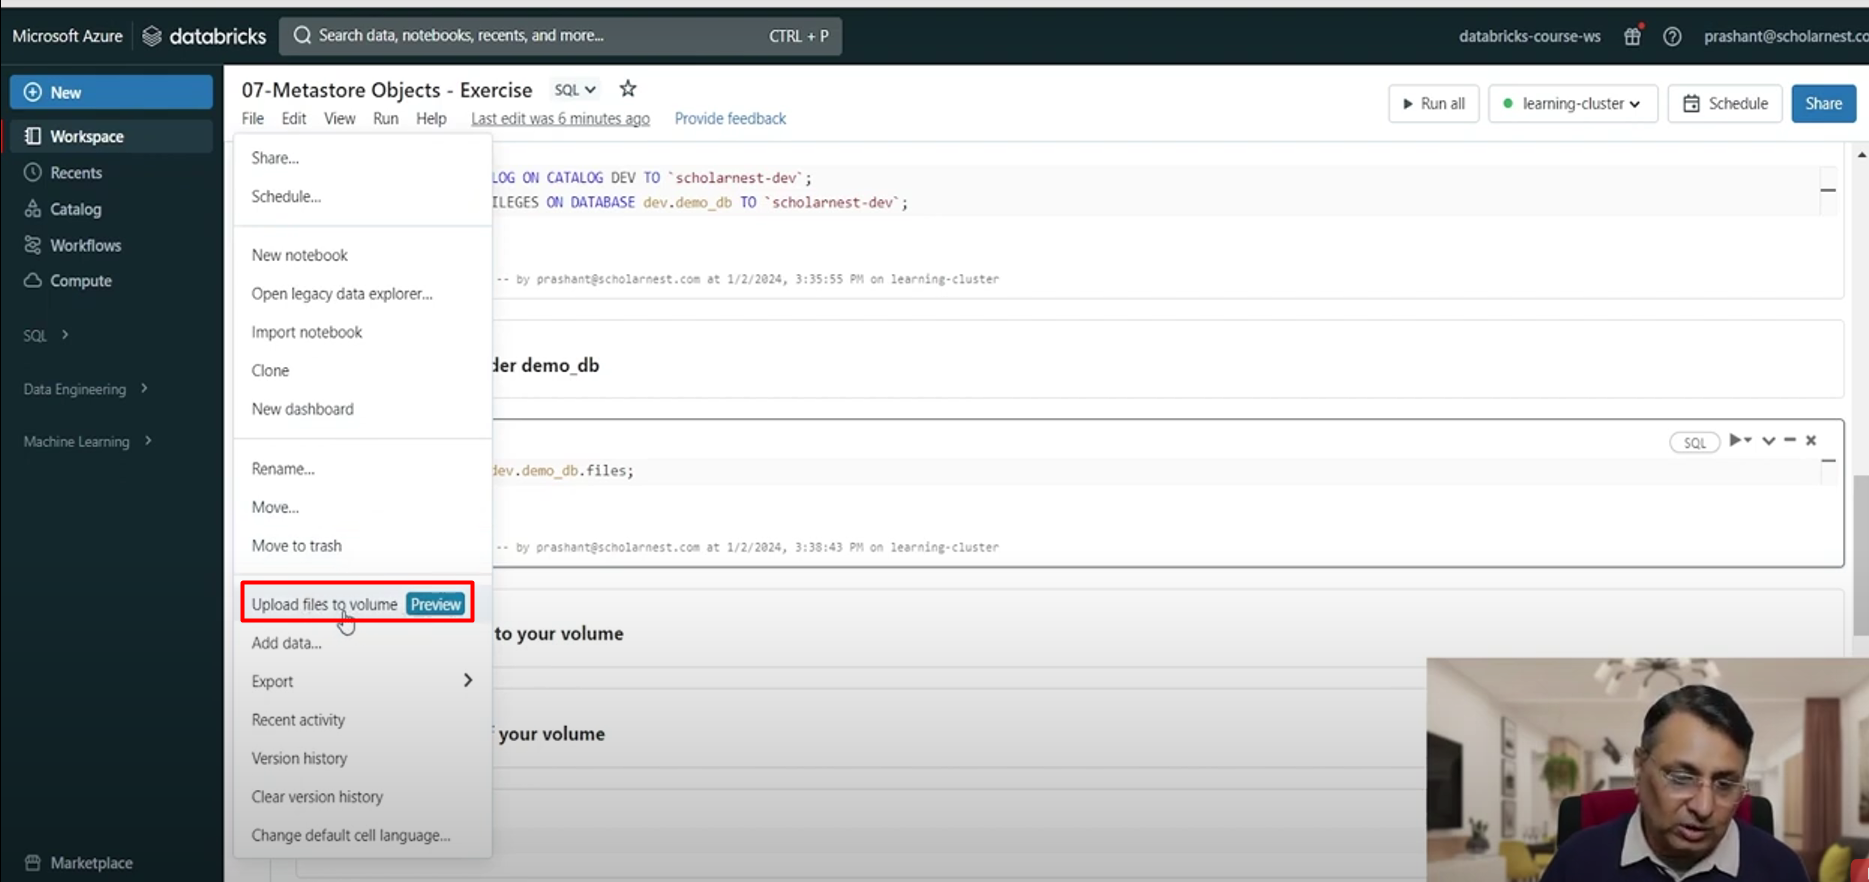 Microsoft Azure databricks Search data, notebooks, recents, and more... CTRL + P databricks-course-ws prashant@scholarnest.co
New
Workspace
Recents
Catalog
Workflows
Compute
SQL
Data Engineering
Machine Learning
Marketplace
07-Metastore Objects - Exercise SQL
File Edit View Run Help Last edit was 6 minutes ago Provide feedback
Run all learning-cluster Schedule Share
Share...
Schedule...
New notebook
Open legacy data explorer...
Import notebook
Clone
New dashboard
Rename...
Move...
Move to trash
Upload files to volume Preview
Add data...
Export
Recent activity
Version history
Clear version history
Change default cell language...
LOG ON CATALOG DEV TO `scholarnest-dev`;
ILEGES ON DATABASE dev.demo_db TO `scholarnest-dev`;
-- by prashant@scholarnest.com at 1/2/2024, 3:35:55 PM on learning-cluster
der demo_db
SQL
dev.demo_db.files;
-- by prashant@scholarnest.com at 1/2/2024, 3:38:43 PM on learning-cluster
to your volume
your volume